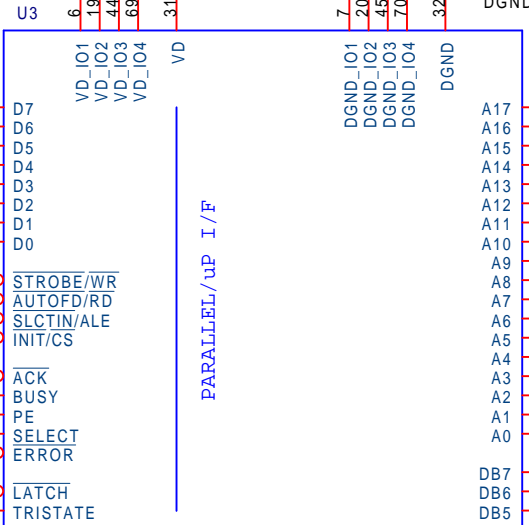 U3
6
19
44
69
31
7
20
45
70
32
DGND
VD_IO1
VD_IO2
VD_IO3
VD_IO4
VD
DGND_IO1
DGND_IO2
DGND_IO3
DGND_IO4
DGND
D7
D6
D5
D4
D3
D2
D1
D0
STROBE/WR
AUTOFD/RD
SLCTIN/ALE
INIT/CS
ACK
BUSY
PE
SELECT
ERROR
LATCH
TRISTATE
PARALLEL/uP I/F
A17
A16
A15
A14
A13
A12
A11
A10
A9
A8
A7
A6
A5
A4
A3
A2
A1
A0
DB7
DB6
DB5